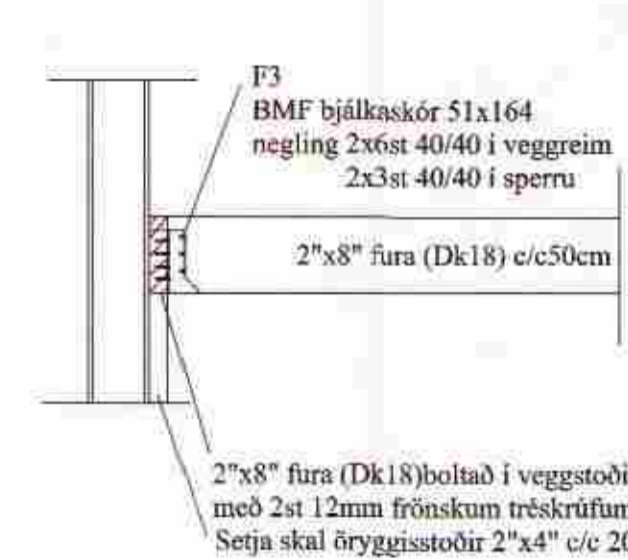 F3
BMF bjálkaskór 51x164
negling 2x6st 40/40 í veggreim
2x3st 40/40 í sperru
2"x8" fura (Dk18) c/c50cm
2"x8" fura (Dk18)boltað í veggstoði
með 2st 12mm frönskum tréskrúfum
Setja skal öryggisstoðir 2"x4" c/c 20